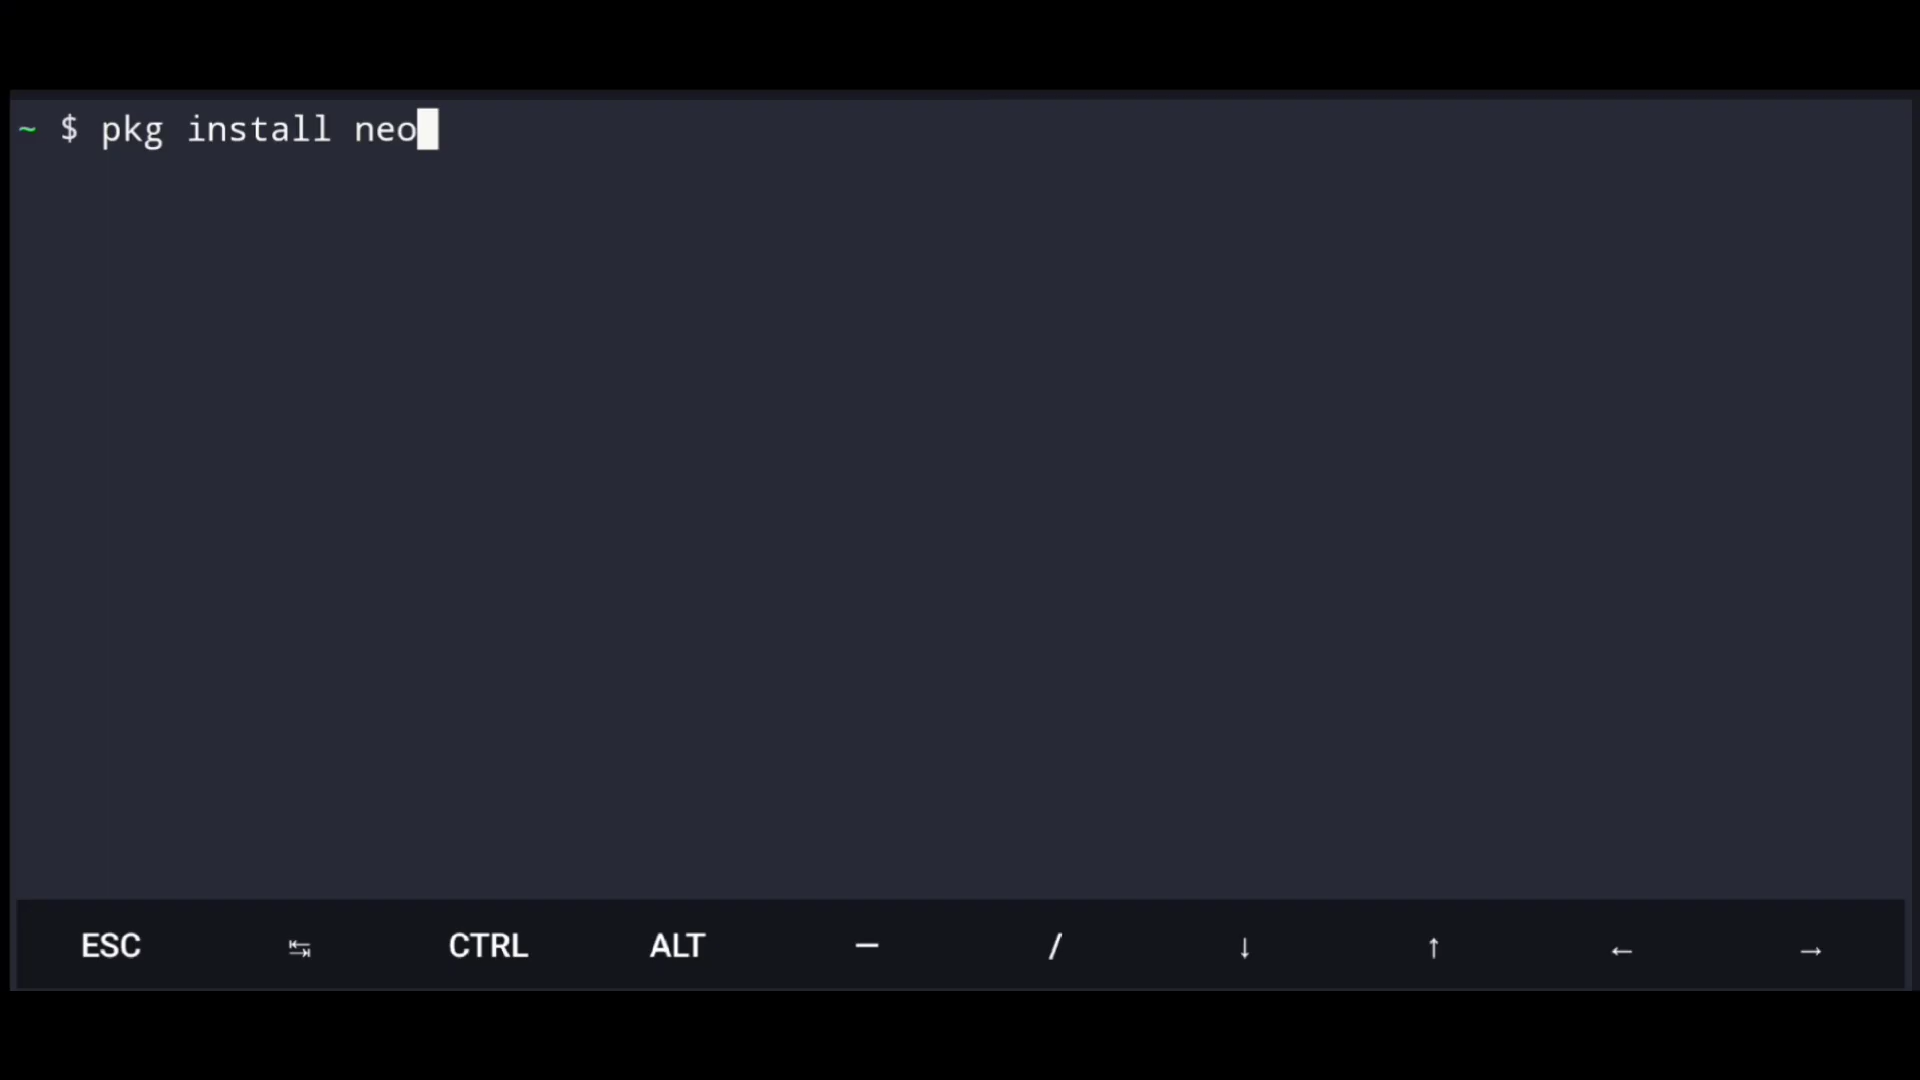 ~ $ pkg install neo
ESC ↹ CTRL ALT — / ↓ ↑ ← →